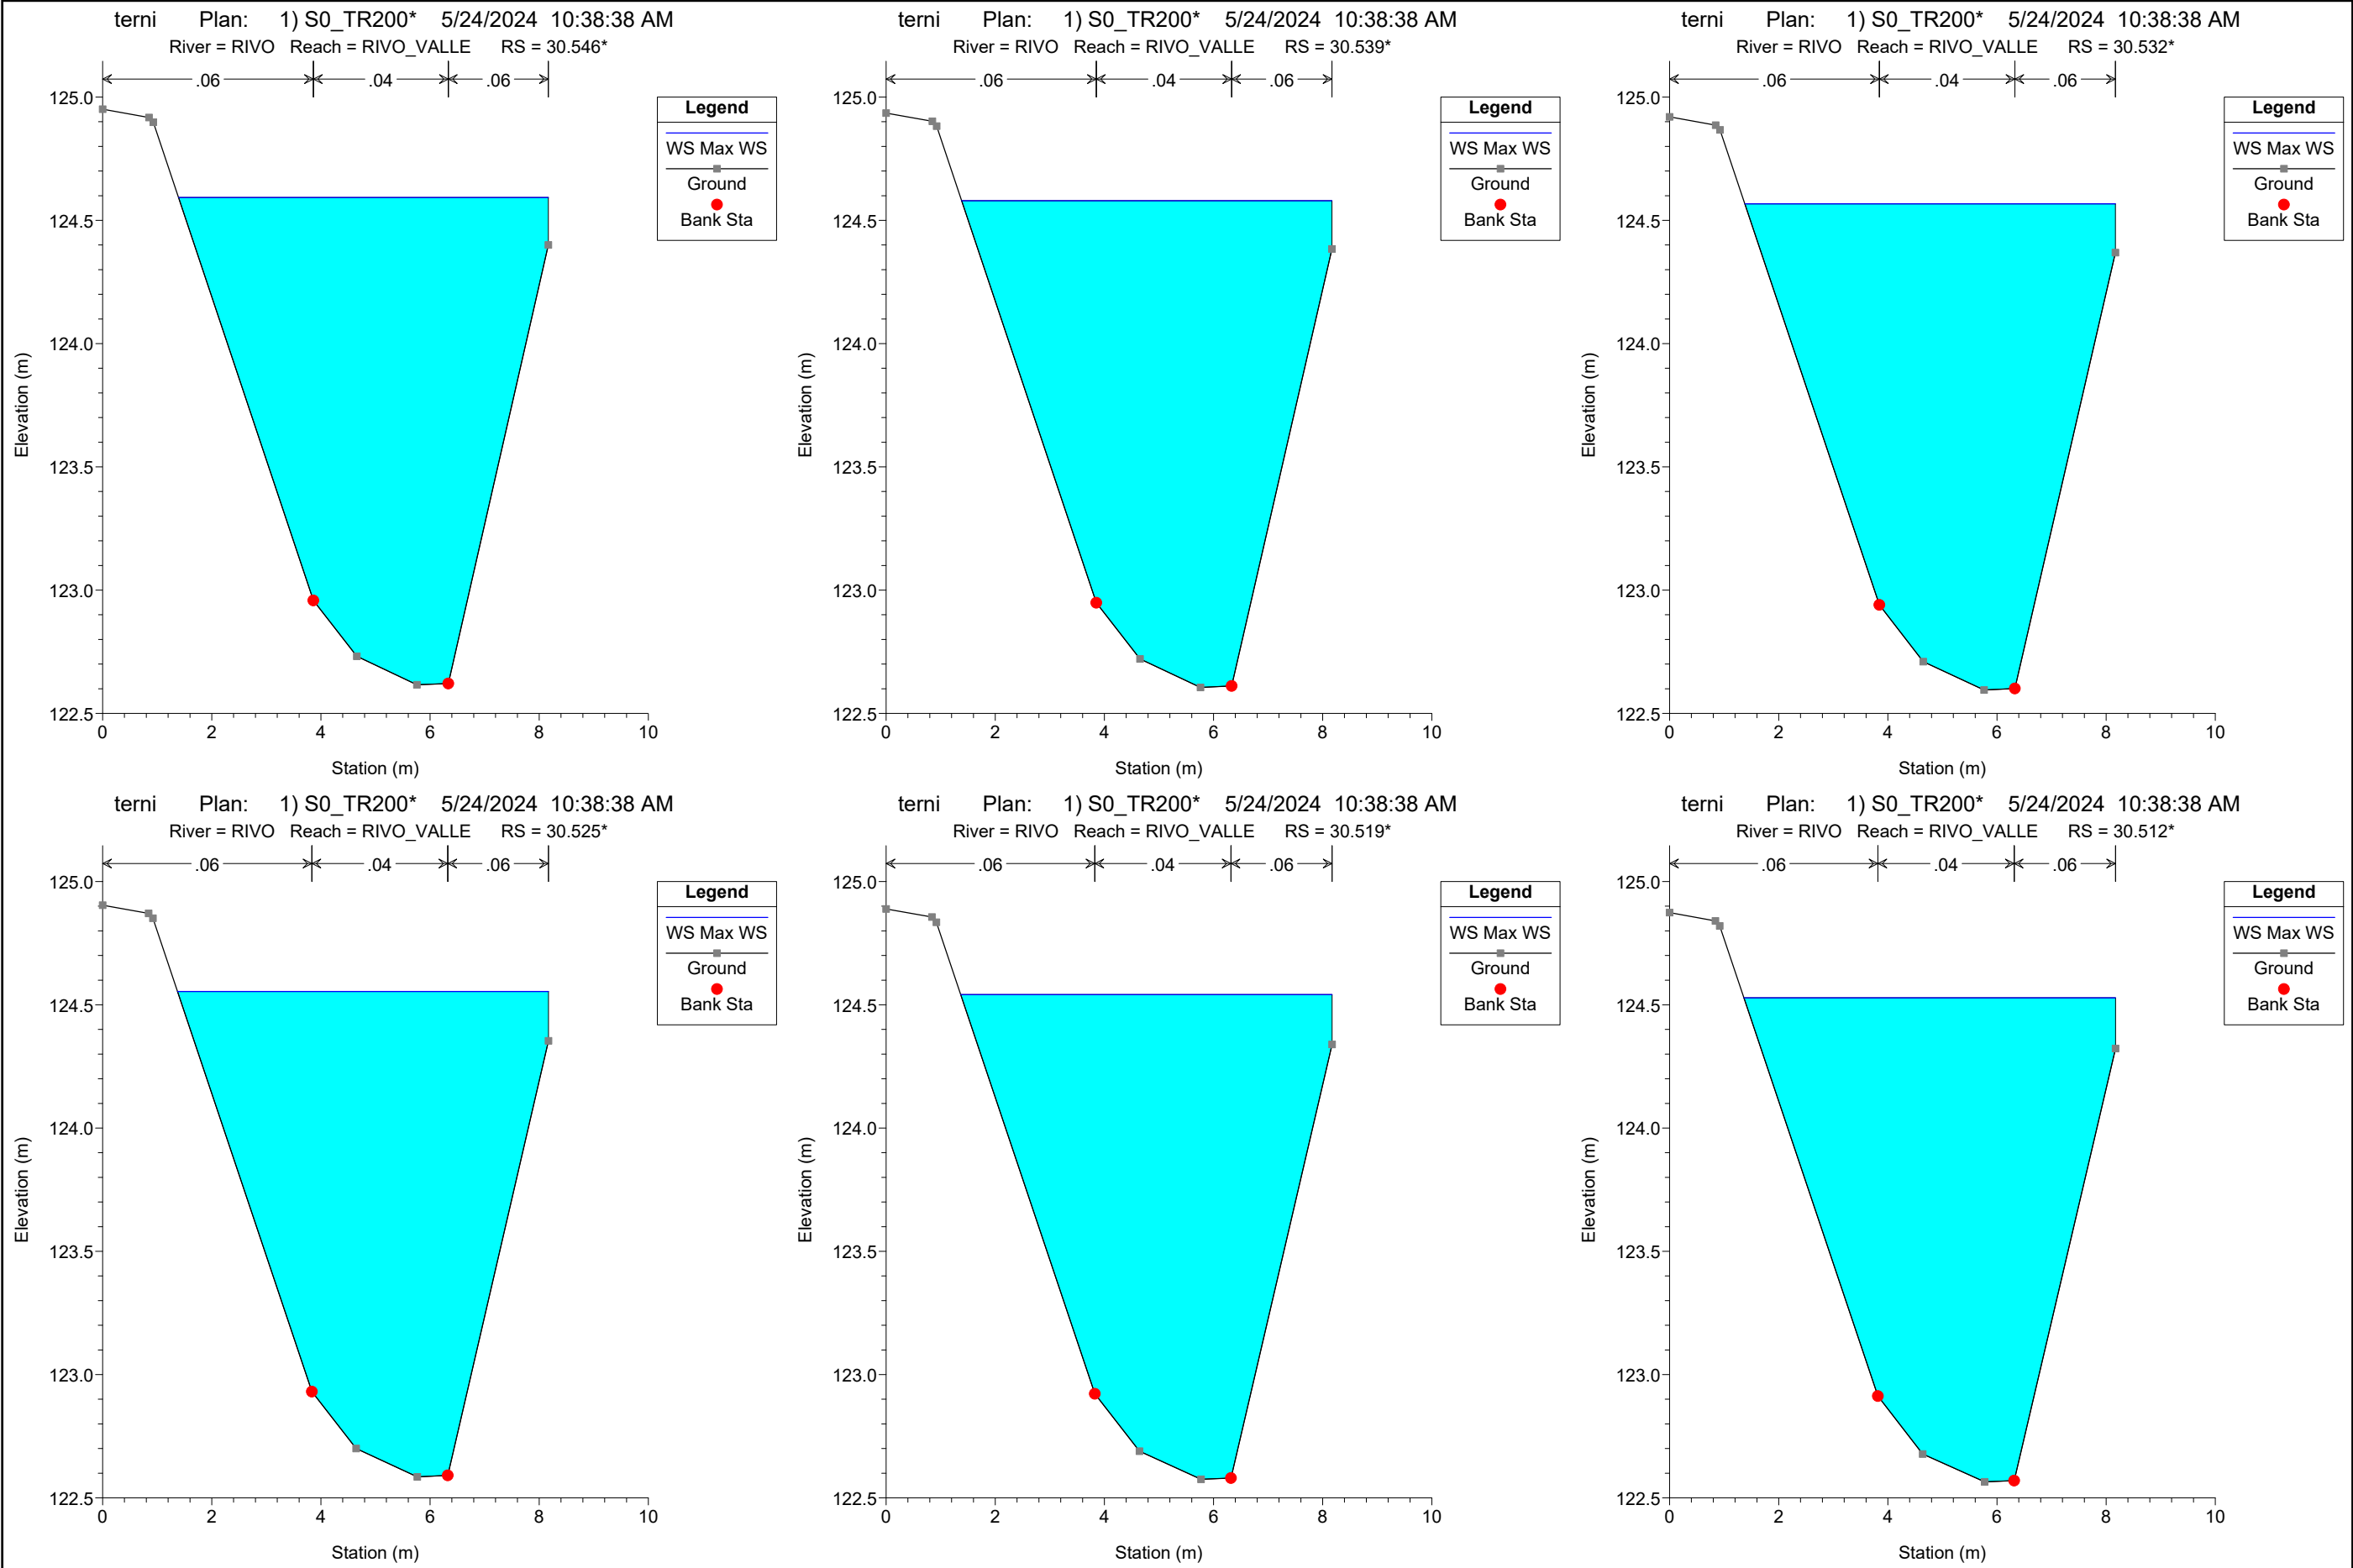 terni Plan: 1) S0_TR200* 5/24/2024 10:38:38 AM
River = RIVO Reach = RIVO_VALLE RS = 30.546*
.06 .04 .06
Legend
WS Max WS
Ground
Bank Sta
125.0
124.5
124.0
123.5
123.0
122.5
Elevation (m)
0 2 4 6 8 10
Station (m)
terni Plan: 1) S0_TR200* 5/24/2024 10:38:38 AM
River = RIVO Reach = RIVO_VALLE RS = 30.539*
.06 .04 .06
Legend
WS Max WS
Ground
Bank Sta
125.0
124.5
124.0
123.5
123.0
122.5
Elevation (m)
0 2 4 6 8 10
Station (m)
terni Plan: 1) S0_TR200* 5/24/2024 10:38:38 AM
River = RIVO Reach = RIVO_VALLE RS = 30.532*
.06 .04 .06
Legend
WS Max WS
Ground
Bank Sta
125.0
124.5
124.0
123.5
123.0
122.5
Elevation (m)
0 2 4 6 8 10
Station (m)
terni Plan: 1) S0_TR200* 5/24/2024 10:38:38 AM
River = RIVO Reach = RIVO_VALLE RS = 30.525*
.06 .04 .06
Legend
WS Max WS
Ground
Bank Sta
125.0
124.5
124.0
123.5
123.0
122.5
Elevation (m)
0 2 4 6 8 10
Station (m)
terni Plan: 1) S0_TR200* 5/24/2024 10:38:38 AM
River = RIVO Reach = RIVO_VALLE RS = 30.519*
.06 .04 .06
Legend
WS Max WS
Ground
Bank Sta
125.0
124.5
124.0
123.5
123.0
122.5
Elevation (m)
0 2 4 6 8 10
Station (m)
terni Plan: 1) S0_TR200* 5/24/2024 10:38:38 AM
River = RIVO Reach = RIVO_VALLE RS = 30.512*
.06 .04 .06
Legend
WS Max WS
Ground
Bank Sta
125.0
124.5
124.0
123.5
123.0
122.5
Elevation (m)
0 2 4 6 8 10
Station (m)